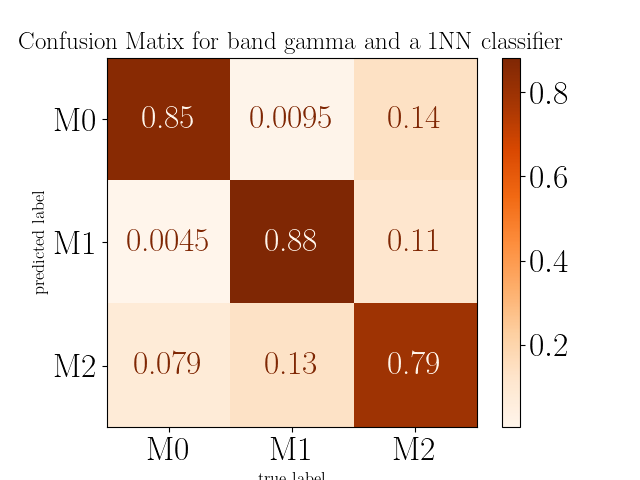 Confusion Matix for band gamma and a 1NN classifier
M0 0.85 0.0095 0.14
M1 0.0045 0.88 0.11
M2 0.079 0.13 0.79
M0 M1 M2
predicted label
true label
0.8
0.6
0.4
0.2